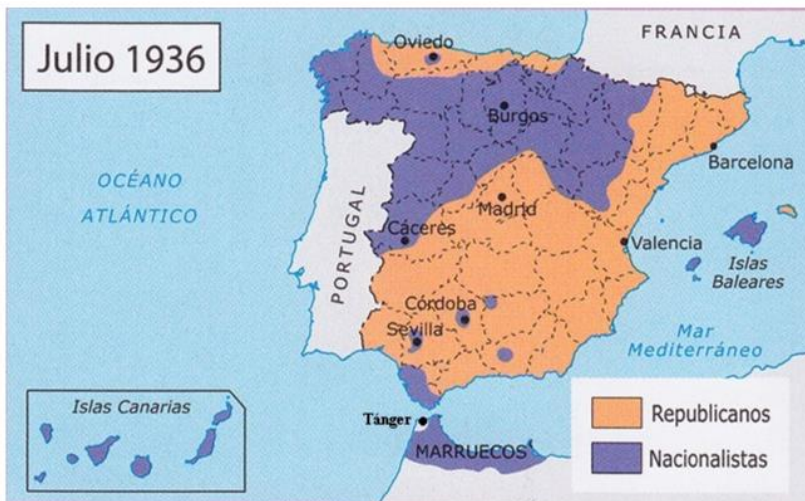 Julio 1936
FRANCIA
Oviedo
Burgos
Barcelona
OCÉANO
ATLÁNTICO
PORTUGAL
Madrid
Cáceres
Valencia
Islas
Baleares
Córdoba
Sevilla
Mar
Mediterráneo
Islas Canarias
Tánger
MARRUECOS
Republicanos
Nacionalistas